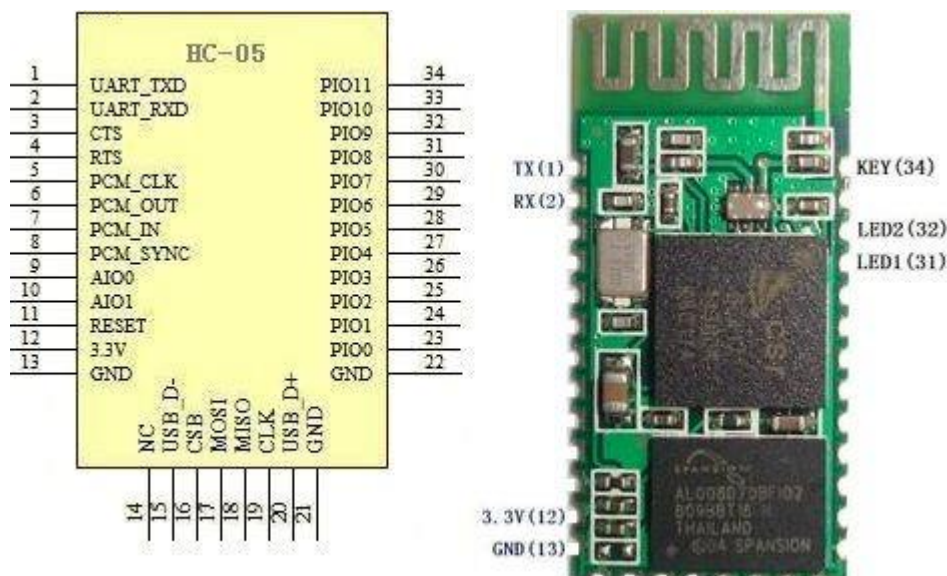 HC-05
1 UART_TXD
2 UART_RXD
3 CTS
4 RTS
5 PCM_CLK
6 PCM_OUT
7 PCM_IN
8 PCM_SYNC
9 AIO0
10 AIO1
11 RESET
12 3.3V
13 GND
PIO11 34
PIO10 33
PIO9 32
PIO8 31
PIO7 30
PIO6 29
PIO5 28
PIO4 27
PIO3 26
PIO2 25
PIO1 24
PIO0 23
GND 22
NC
USB_D-
CSB
MOSI
MISO
CLK
USB_D+
GND
14
15
16
17
18
19
20
21
TX(1)
RX(2)
3.3V(12)
GND(13)
KEY(34)
LED2(32)
LED1(31)
SPANSION
THAILAND
SPANSION